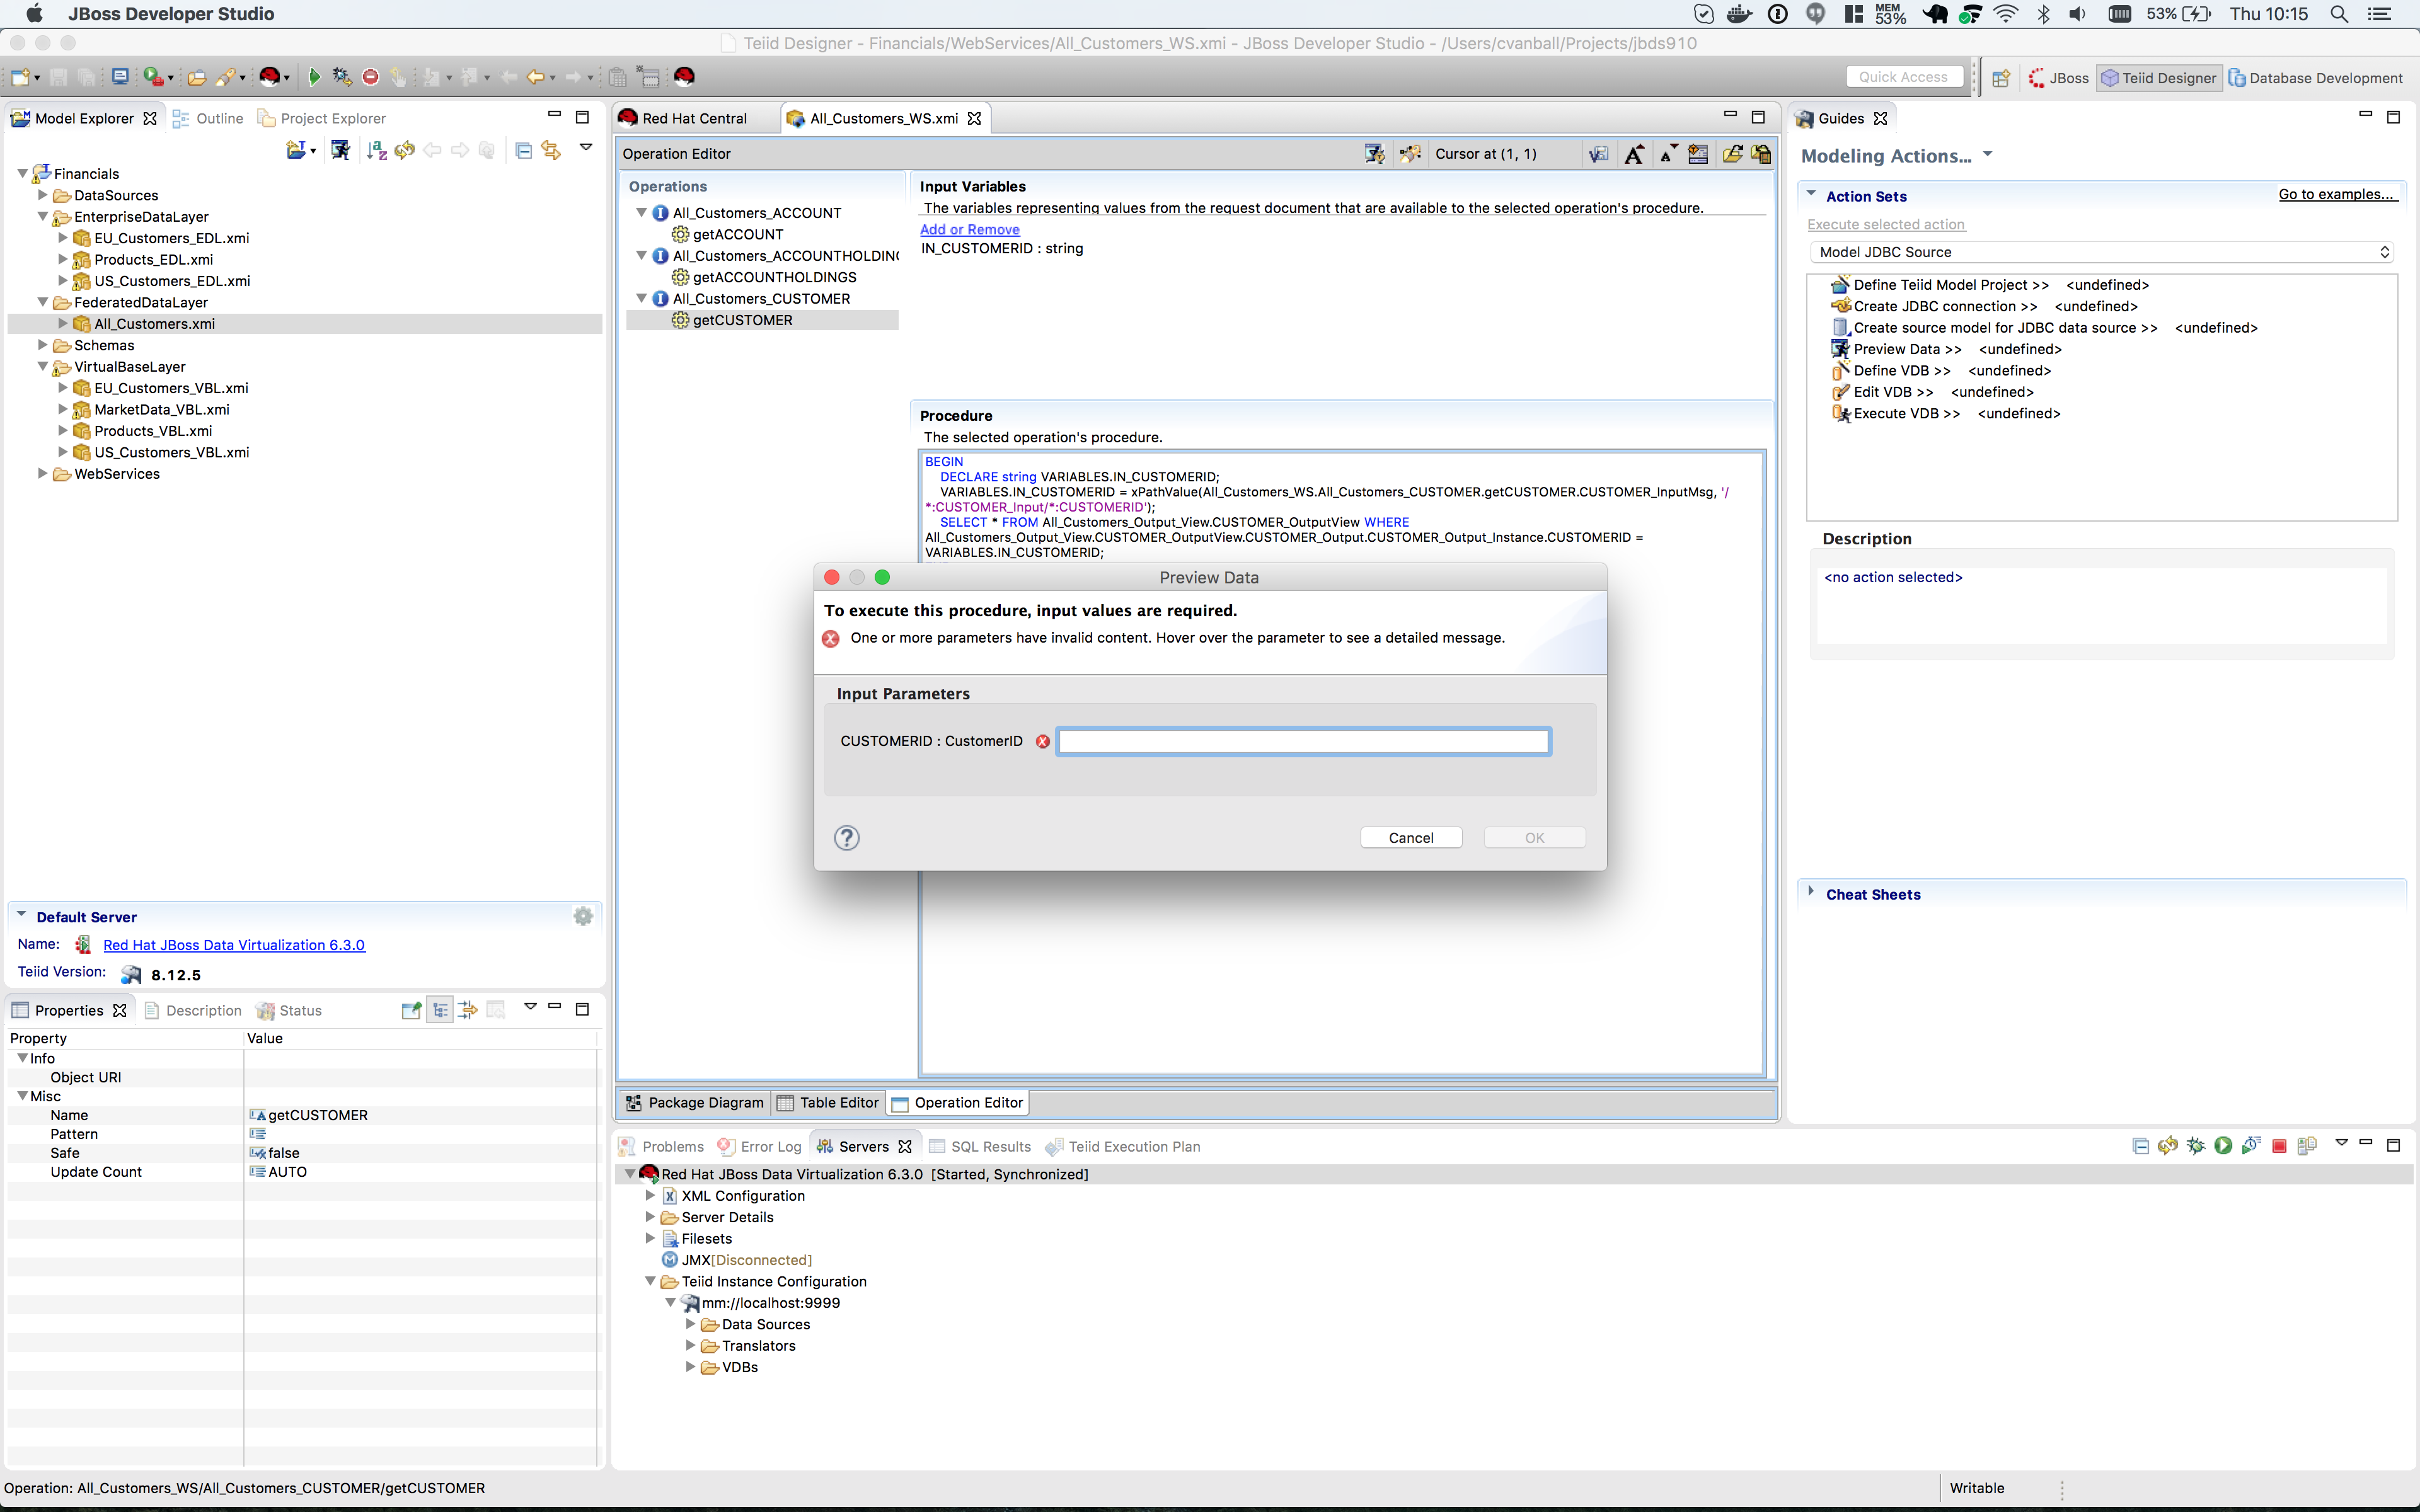 JBoss Developer Studio
MEM 53%
53%
Thu 10:15
Teiid Designer - Financials/WebServices/All_Customers_WS.xmi - JBoss Developer Studio - /Users/cvanball/Projects/jbds910
Quick Access
JBoss
Teiid Designer
Database Development
Model Explorer
Outline
Project Explorer
Financials
DataSources
EnterpriseDataLayer
EU_Customers_EDL.xmi
Products_EDL.xmi
US_Customers_EDL.xmi
FederatedDataLayer
All_Customers.xmi
Schemas
VirtualBaseLayer
EU_Customers_VBL.xmi
MarketData_VBL.xmi
Products_VBL.xmi
US_Customers_VBL.xmi
WebServices
Default Server
Name: Red Hat JBoss Data Virtualization 6.3.0
Teiid Version: 8.12.5
Properties
Description
Status
Property Value
Info
Object URI
Misc
Name getCUSTOMER
Pattern
Safe false
Update Count AUTO
Red Hat Central
All_Customers_WS.xmi
Operation Editor
Cursor at (1, 1)
Operations
All_Customers_ACCOUNT
getACCOUNT
All_Customers_ACCOUNTHOLDIN
getACCOUNTHOLDINGS
All_Customers_CUSTOMER
getCUSTOMER
Input Variables
The variables representing values from the request document that are available to the selected operation's procedure.
Add or Remove
IN_CUSTOMERID : string
Procedure
The selected operation's procedure.
BEGIN
DECLARE string VARIABLES.IN_CUSTOMERID;
VARIABLES.IN_CUSTOMERID = xPathValue(All_Customers_WS.All_Customers_CUSTOMER.getCUSTOMER.CUSTOMER_InputMsg, '/
*:CUSTOMER_Input/*:CUSTOMERID');
SELECT * FROM All_Customers_Output_View.CUSTOMER_OutputView WHERE
All_Customers_Output_View.CUSTOMER_OutputView.CUSTOMER_Output.CUSTOMER_Output_Instance.CUSTOMERID =
VARIABLES.IN_CUSTOMERID;
Preview Data
To execute this procedure, input values are required.
One or more parameters have invalid content. Hover over the parameter to see a detailed message.
Input Parameters
CUSTOMERID : CustomerID
?
Cancel
OK
Package Diagram
Table Editor
Operation Editor
Problems
Error Log
Servers
SQL Results
Teiid Execution Plan
Red Hat JBoss Data Virtualization 6.3.0 [Started, Synchronized]
XML Configuration
Server Details
Filesets
JMX[Disconnected]
Teiid Instance Configuration
mm://localhost:9999
Data Sources
Translators
VDBs
Guides
Modeling Actions...
Action Sets
Go to examples...
Execute selected action
Model JDBC Source
Define Teiid Model Project >> <undefined>
Create JDBC connection >> <undefined>
Create source model for JDBC data source >> <undefined>
Preview Data >> <undefined>
Define VDB >> <undefined>
Edit VDB >> <undefined>
Execute VDB >> <undefined>
Description
<no action selected>
Cheat Sheets
Operation: All_Customers_WS/All_Customers_CUSTOMER/getCUSTOMER
Writable